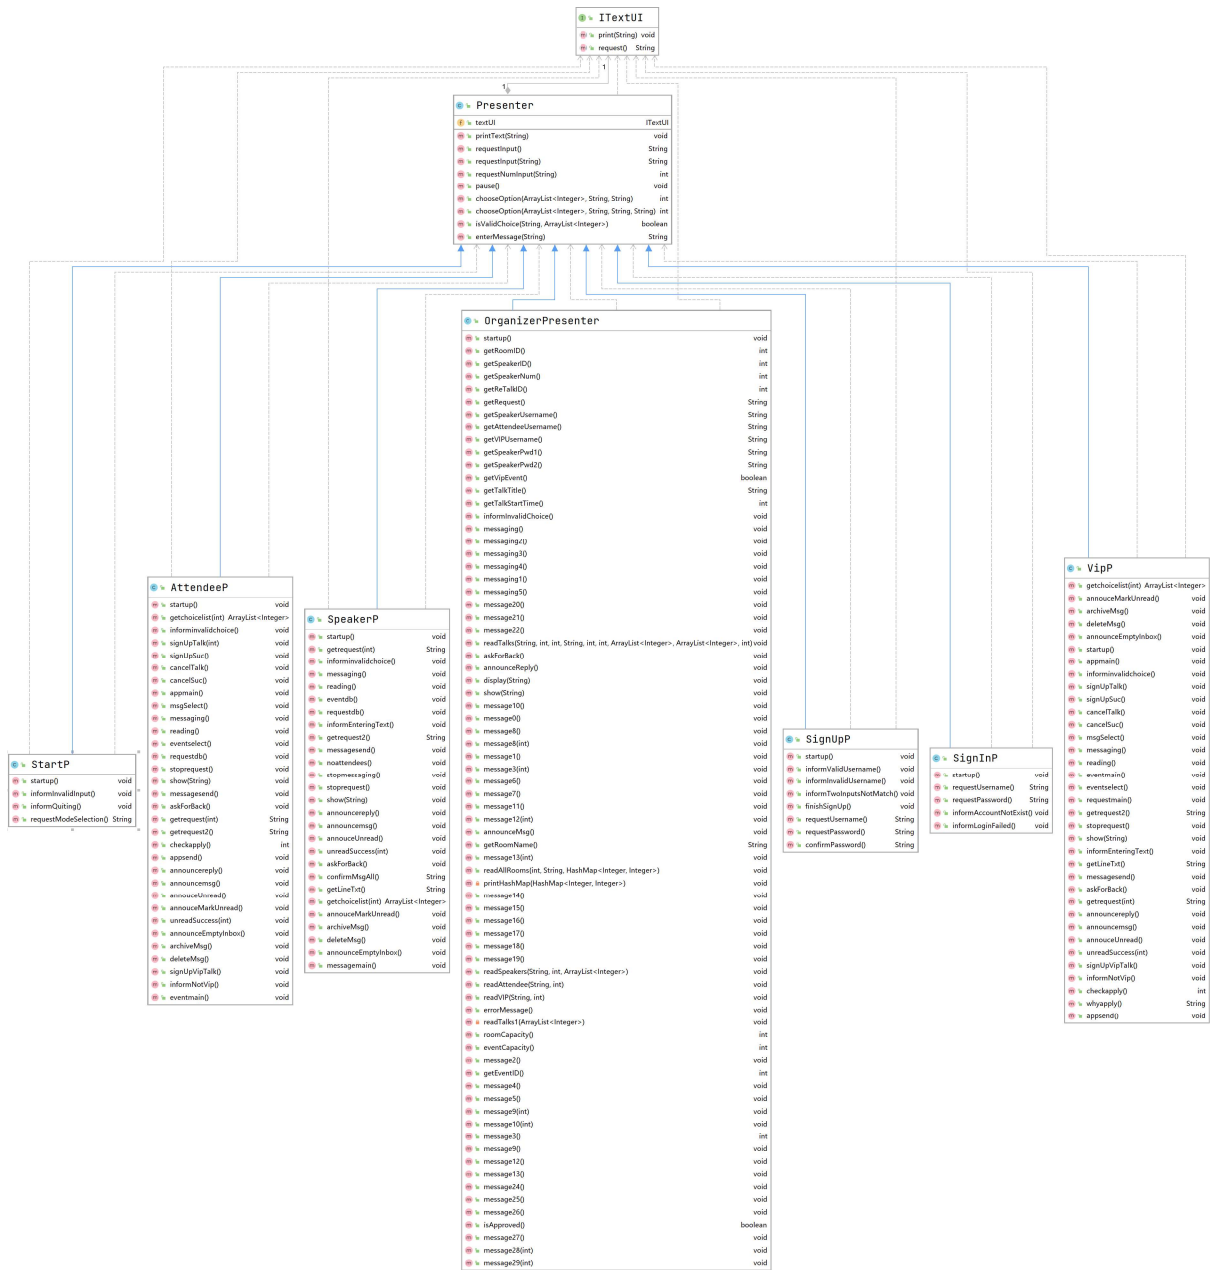 ITextUI
print(String) void
request() String
1
1
Presenter
textUI ITextUI
printText(String) void
requestInput() String
requestInput(String) String
requestNumInput(String) int
pause() void
chooseOption(ArrayList<Integer>, String, String) int
chooseOption(ArrayList<Integer>, String, String, String) int
isValidChoice(String, ArrayList<Integer>) boolean
enterMessage(String) String
OrganizerPresenter
startup() void
getRoomID() int
getSpeakerID() int
getSpeakerNum() int
getReTalkID() int
getRequest() String
getSpeakerUsername() String
getAttendeeUsername() String
getVIPUsername() String
getSpeakerPwd1() String
getSpeakerPwd2() String
getVipEvent() boolean
getTalkTitle() String
getTalkStartTime() int
informInvalidChoice() void
messaging() void
messaging2() void
messaging3() void
messaging4() void
messaging1() void
messaging5() void
message20() void
message21() void
message22() void
readTalks(String, int, int, String, int, int, ArrayList<Integer>, ArrayList<Integer>, int) void
askForBack() void
announceReply() void
display(String) void
show(String) void
message10() void
message0() void
message8() void
message8(int) void
message1() void
message3(int) void
message6() void
message7() void
message11() void
message12(int) void
announceMsg() void
getRoomName() String
message13(int) void
readAllRooms(int, String, HashMap<Integer, Integer>) void
printHashMap(HashMap<Integer, Integer>) void
message14() void
message15() void
message16() void
message17() void
message18() void
message19() void
readSpeakers(String, int, ArrayList<Integer>) void
readAttendee(String, int) void
readVIP(String, int) void
errorMessage() void
readTalks1(ArrayList<Integer>) void
roomCapacity() int
eventCapacity() int
message2() void
getEventID() int
message4() void
message5() void
message9(int) void
message10(int) void
message3() int
message9() void
message12() void
message13() void
message24() void
message25() void
message26() void
isApproved() boolean
message27() void
message28(int) void
message29(int) void
AttendeeP
startup() void
getchoicelist(int) ArrayList<Integer>
informinvalidchoice() void
signUpTalk(int) void
signUpSuc() void
cancelTalk() void
cancelSuc() void
appmain() void
msgSelect() void
messaging() void
reading() void
eventselect() void
requestdb() void
stoprequest() void
show(String) void
messagesend() void
askForBack() void
getrequest(int) String
getrequest2() String
checkapply() int
appsend() void
announcereply() void
announcemsg() void
annouceUnread() void
annouceMarkUnread() void
unreadSuccess(int) void
announceEmptyInbox() void
archiveMsg() void
deleteMsg() void
signUpVipTalk() void
informNotVip() void
eventmain() void
SpeakerP
startup() void
getrequest(int) String
informinvalidchoice() void
messaging() void
reading() void
eventdb() void
requestdb() void
informEnteringText() void
getrequest2() String
messagesend() void
noattendees() void
stopmessaging() void
stoprequest() void
show(String) void
announcereply() void
announcemsg() void
annouceUnread() void
unreadSuccess(int) void
askForBack() void
confirmMsgAll() String
getLineTxt() String
getchoicelist(int) ArrayList<Integer>
annouceMarkUnread() void
archiveMsg() void
deleteMsg() void
announceEmptyInbox() void
messagemain() void
VipP
getchoicelist(int) ArrayList<Integer>
annouceMarkUnread() void
archiveMsg() void
deleteMsg() void
announceEmptyInbox() void
startup() void
appmain() void
informinvalidchoice() void
signUpTalk() void
signUpSuc() void
cancelTalk() void
cancelSuc() void
msgSelect() void
messaging() void
reading() void
eventmain() void
eventselect() void
requestmain() void
getrequest2() String
stoprequest() void
show(String) void
informEnteringText() void
getLineTxt() String
messagesend() void
askForBack() void
getrequest(int) String
announcereply() void
announcemsg() void
annouceUnread() void
unreadSuccess(int) void
signUpVipTalk() void
informNotVip() void
checkapply() int
whyapply() String
appsend() void
StartP
startup() void
informInvalidInput() void
informQuiting() void
requestModeSelection() String
SignUpP
startup() void
informValidUsername() void
informInvalidUsername() void
informTwoInputsNotMatch() void
finishSignUp() void
requestUsername() String
requestPassword() String
confirmPassword() String
SignInP
startup() void
requestUsername() String
requestPassword() String
informAccountNotExist() void
informLoginFailed() void